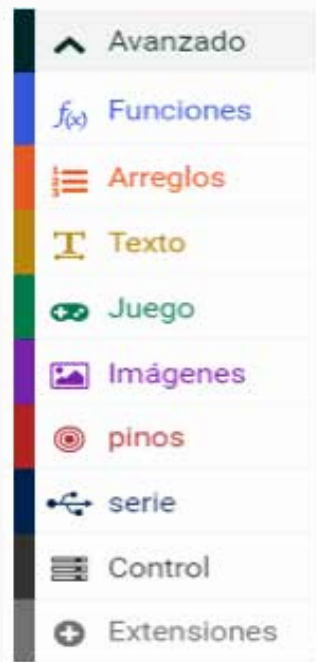 Avanzado
f(x) Funciones
Arreglos
T Texto
Juego
Imágenes
pinos
serie
Control
Extensiones